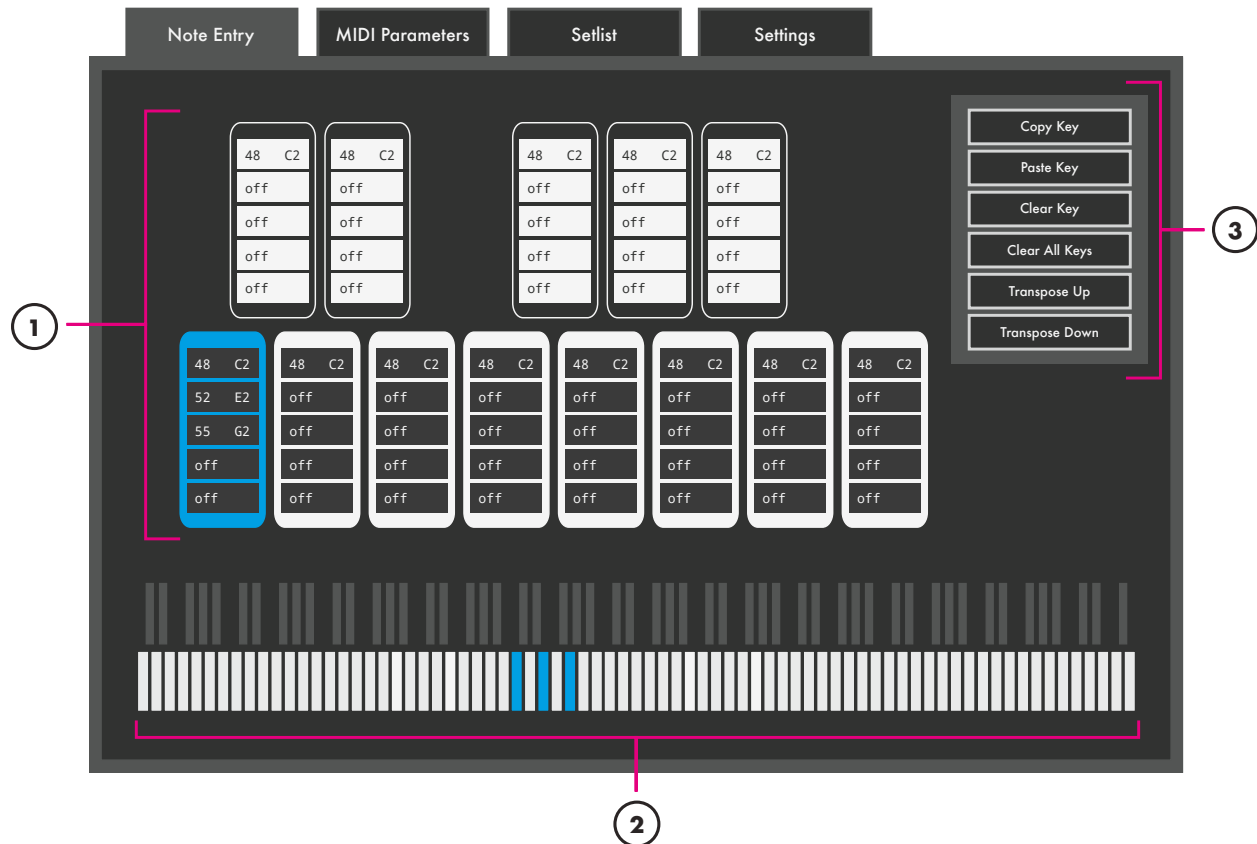 Note Entry MIDI Parameters Setlist Settings
Copy Key
Paste Key
Clear Key
Clear All Keys
Transpose Up
Transpose Down
3
48 C2 48 C2 48 C2 48 C2 48 C2
off off off off off
off off off off off
off off off off off
off off off off off
1
48 C2 48 C2 48 C2 48 C2 48 C2 48 C2 48 C2 48 C2
52 E2 off off off off off off off
55 G2 off off off off off off off
off off off off off off off off
off off off off off off off off
2